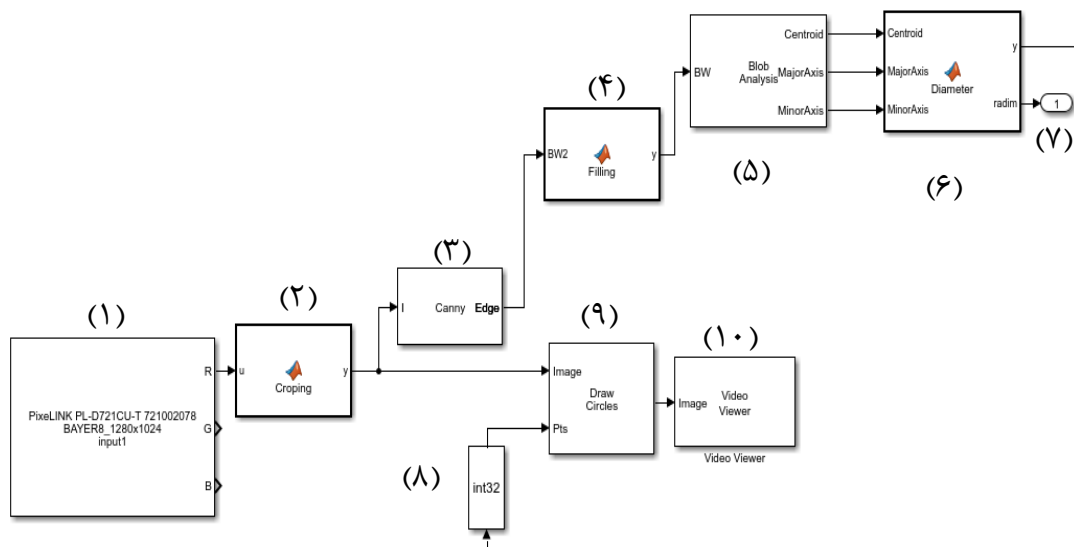 (۱)
PixeLINK PL-D721CU-T 721002078
BAYER8_1280x1024
input1
R
G
B
(۲)
u
y
Croping
(۳)
I
Canny
Edge
(۴)
BW2
y
Filling
(۵)
BW
Blob
Analysis
Centroid
MajorAxis
MinorAxis
(۶)
Centroid
MajorAxis
MinorAxis
Diameter
y
radim
(۷)
1
(۸)
int32
(۹)
Image
Pts
Draw
Circles
(۱۰)
Image
Video
Viewer
Video Viewer